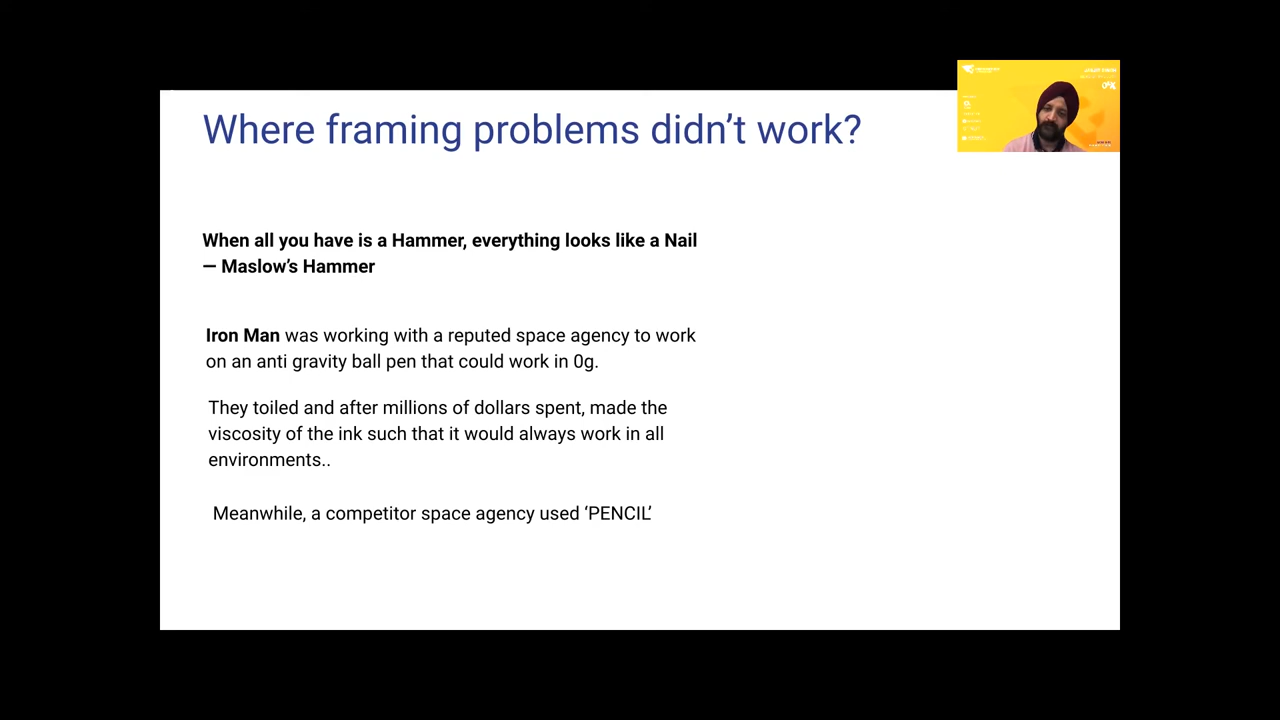 Where framing problems didn’t work?
When all you have is a Hammer, everything looks like a Nail
— Maslow’s Hammer
Iron Man was working with a reputed space agency to work
on an anti gravity ball pen that could work in 0g.
They toiled and after millions of dollars spent, made the
viscosity of the ink such that it would always work in all
environments..
Meanwhile, a competitor space agency used ‘PENCIL’